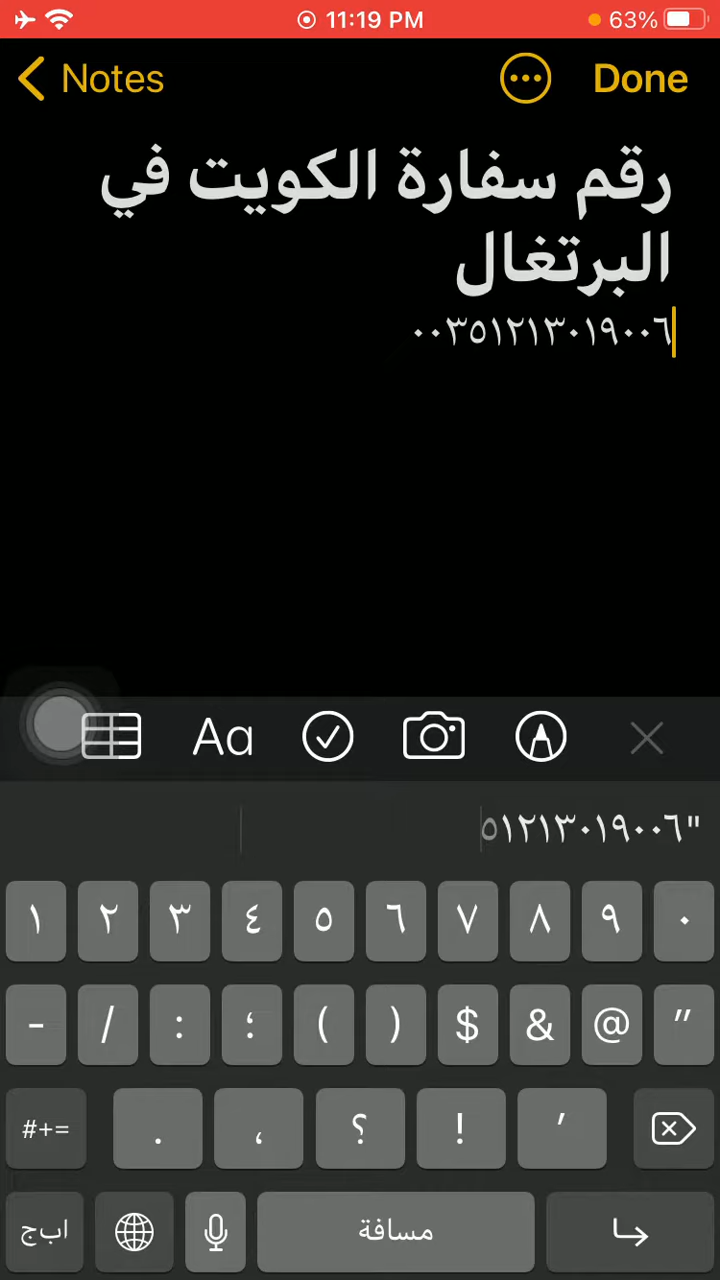 11:19 PM
63%
Notes
Done
رقم سفارة الكويت في
البرتغال
٠٠٣٥١٢١٣٠١٩٠٠٦
Aa
٥١٢١٣٠١٩٠٠٦"
١ ٢ ٣ ٤ ٥ ٦ ٧ ٨ ٩ ٠
- / : ؛ ( ) $ & @ "
#+= . ، ؟ ! '
اب‌ج مسافة